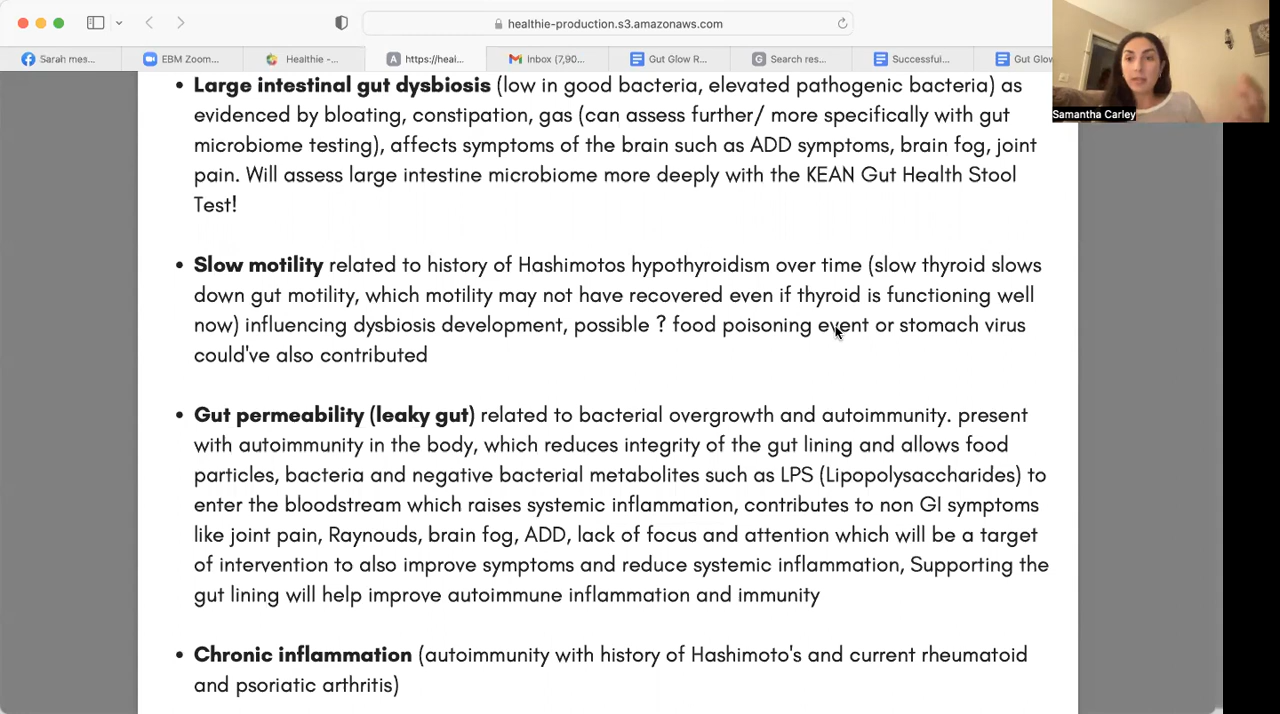 healthie-production.s3.amazonaws.com
Sarah mes...
EBM Zoom...
Healthie -...
https://heal...
Inbox (7,90...
Gut Glow R...
Search res...
Successful...
Gut Glow
Samantha Carley
• Large intestinal gut dysbiosis (low in good bacteria, elevated pathogenic bacteria) as
evidenced by bloating, constipation, gas (can assess further/ more specifically with gut
microbiome testing), affects symptoms of the brain such as ADD symptoms, brain fog, joint
pain. Will assess large intestine microbiome more deeply with the KEAN Gut Health Stool
Test!
• Slow motility related to history of Hashimotos hypothyroidism over time (slow thyroid slows
down gut motility, which motility may not have recovered even if thyroid is functioning well
now) influencing dysbiosis development, possible ? food poisoning event or stomach virus
could've also contributed
• Gut permeability (leaky gut) related to bacterial overgrowth and autoimmunity. present
with autoimmunity in the body, which reduces integrity of the gut lining and allows food
particles, bacteria and negative bacterial metabolites such as LPS (Lipopolysaccharides) to
enter the bloodstream which raises systemic inflammation, contributes to non GI symptoms
like joint pain, Raynouds, brain fog, ADD, lack of focus and attention which will be a target
of intervention to also improve symptoms and reduce systemic inflammation, Supporting the
gut lining will help improve autoimmune inflammation and immunity
• Chronic inflammation (autoimmunity with history of Hashimoto's and current rheumatoid
and psoriatic arthritis)